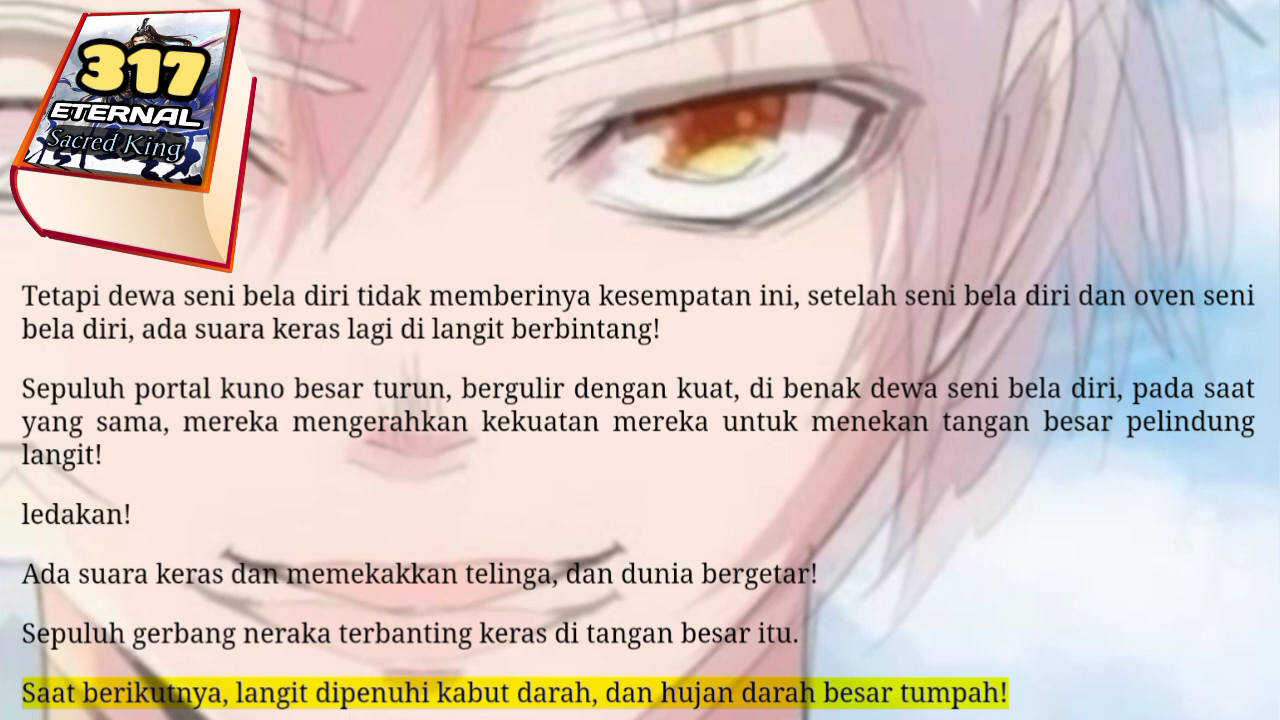 317
ETERNAL
Sacred King
Tetapi dewa seni bela diri tidak memberinya kesempatan ini, setelah seni bela diri dan oven seni
bela diri, ada suara keras lagi di langit berbintang!
Sepuluh portal kuno besar turun, bergulir dengan kuat, di benak dewa seni bela diri, pada saat
yang sama, mereka mengerahkan kekuatan mereka untuk menekan tangan besar pelindung
langit!
ledakan!
Ada suara keras dan memekakkan telinga, dan dunia bergetar!
Sepuluh gerbang neraka terbanting keras di tangan besar itu.
Saat berikutnya, langit dipenuhi kabut darah, dan hujan darah besar tumpah!